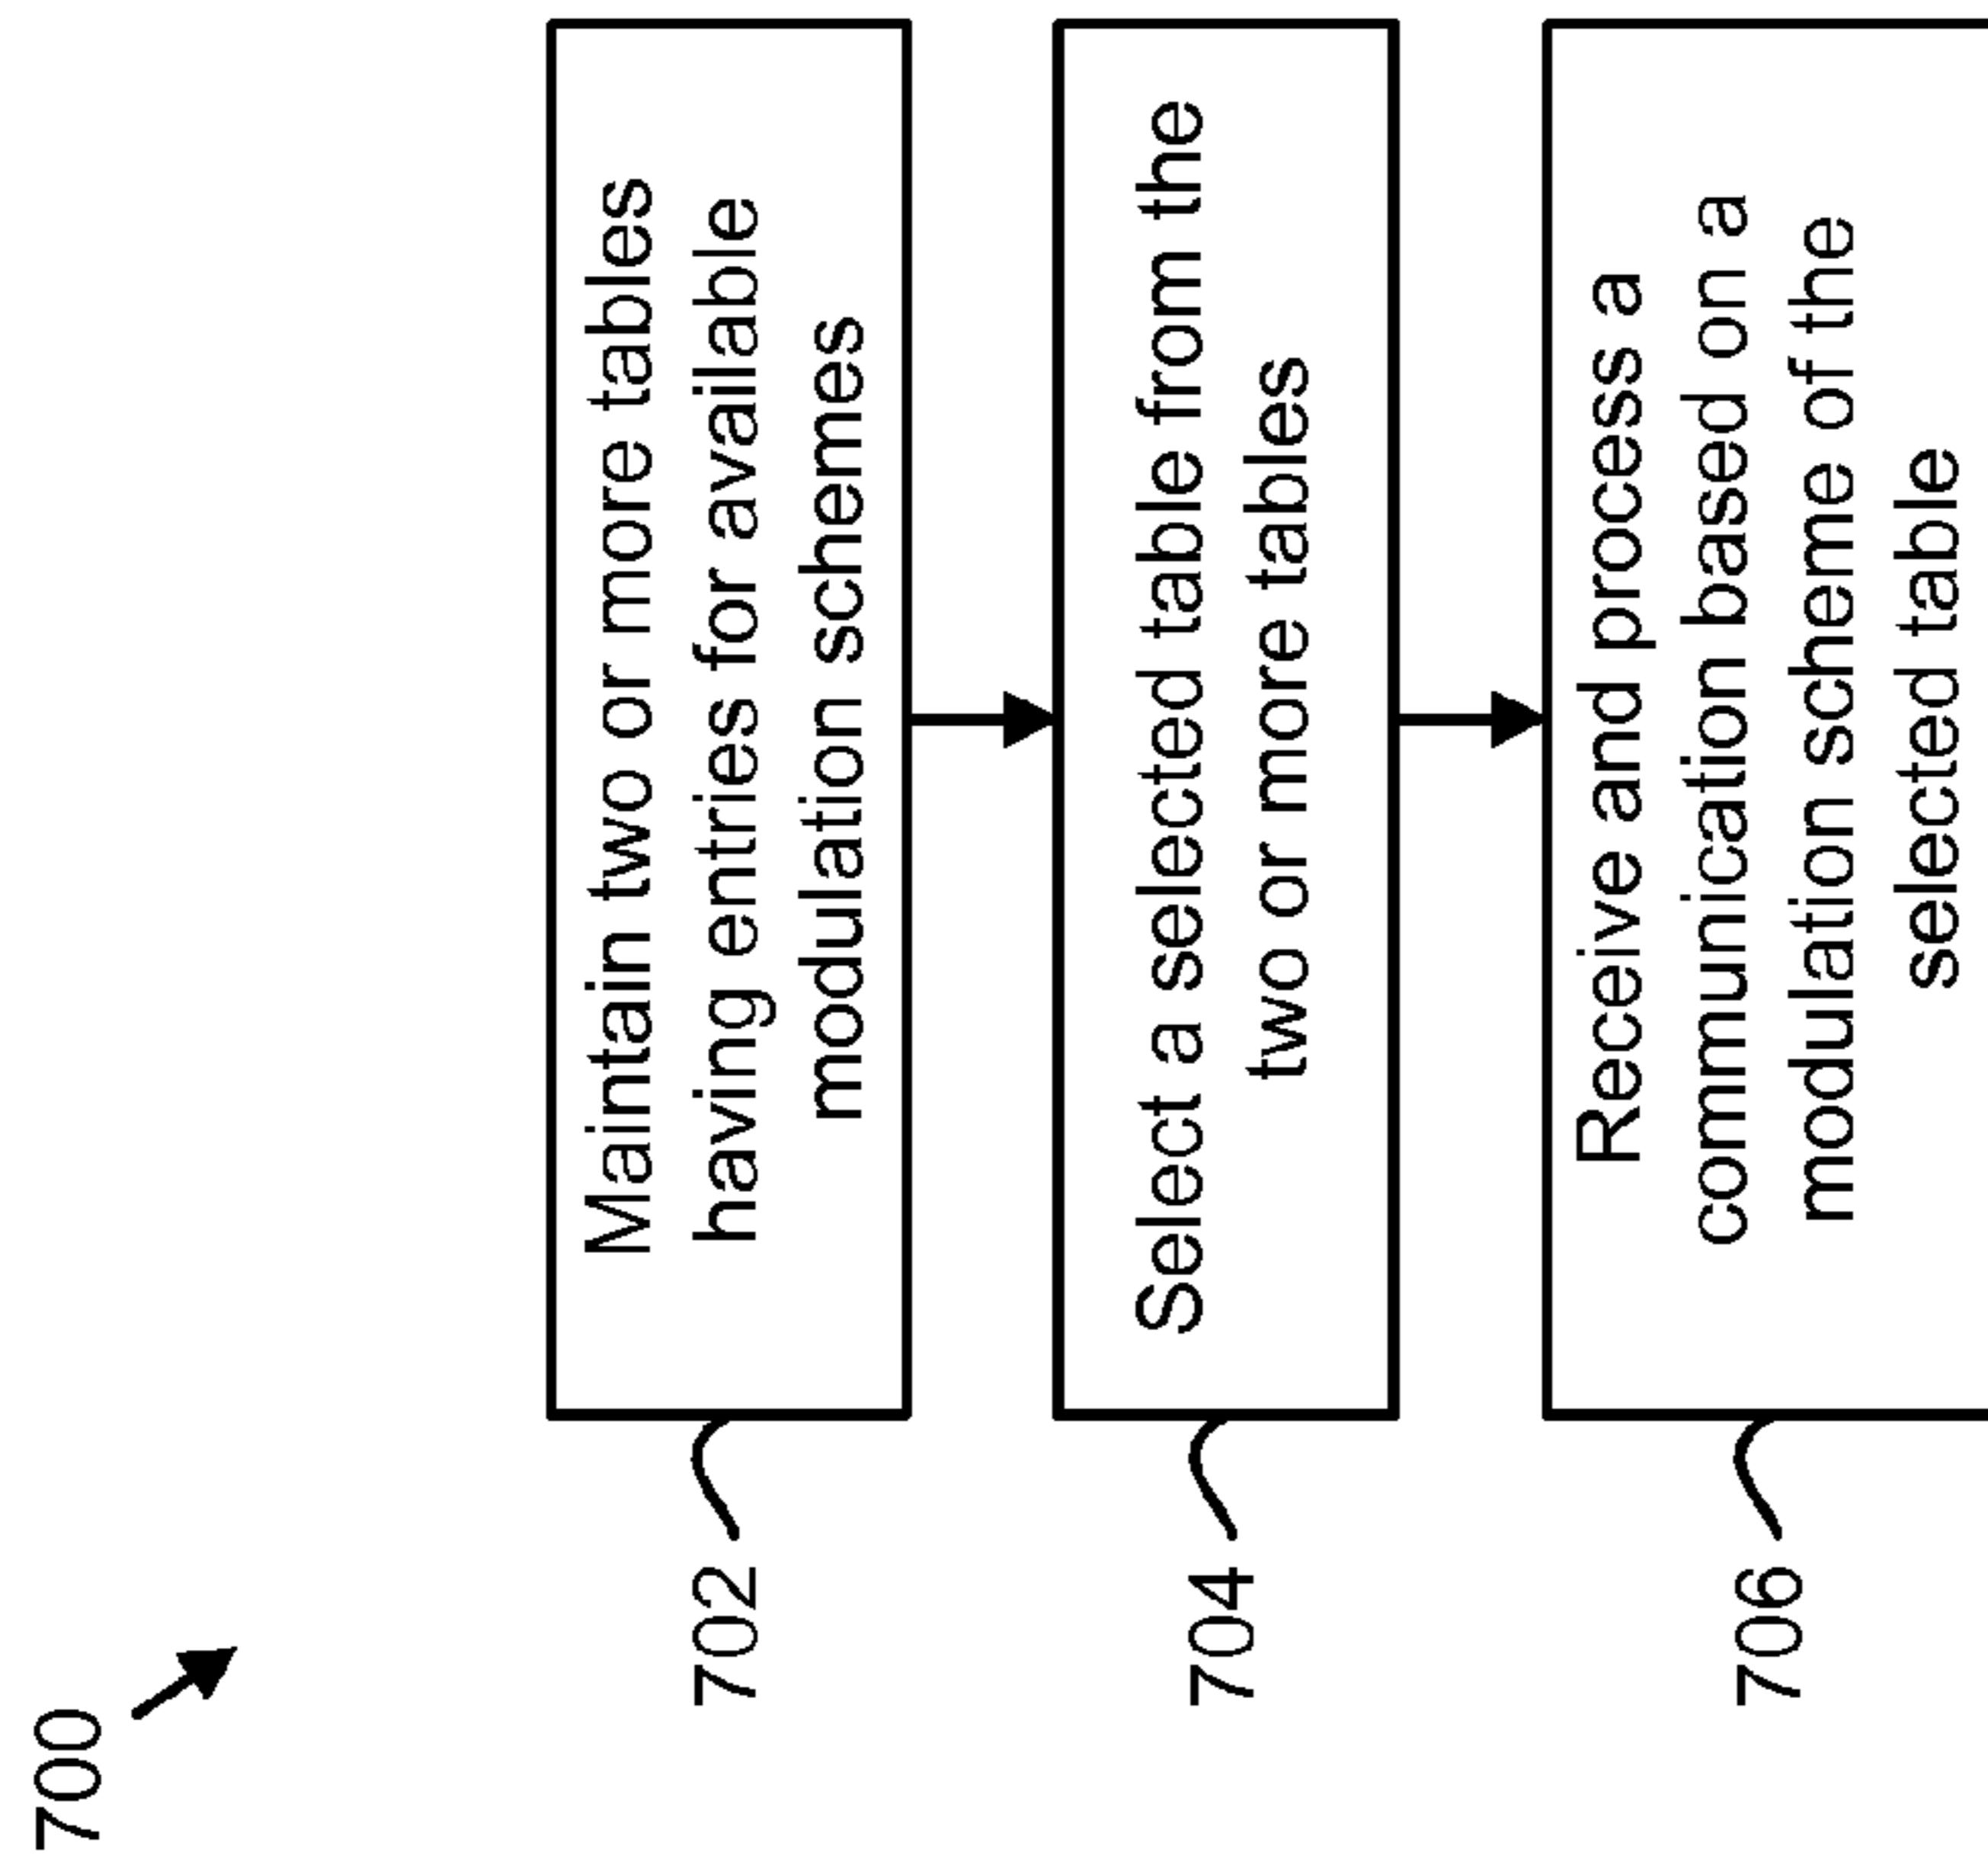 700
702
Maintain two or more tables
having entries for available
modulation schemes
704
Select a selected table from the
two or more tables
706
Receive and process a
communication based on a
modulation scheme of the
selected table